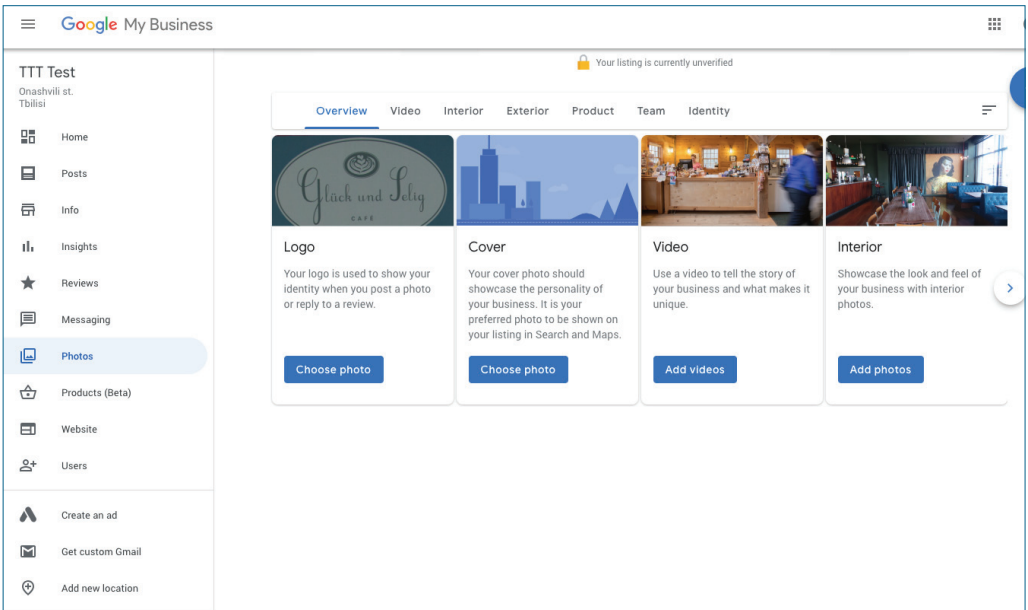 Google My Business
TTT Test
Onashvili st.
Tbilisi
Home
Posts
Info
Insights
Reviews
Messaging
Photos
Products (Beta)
Website
Users
Create an ad
Get custom Gmail
Add new location
Your listing is currently unverified
Overview Video Interior Exterior Product Team Identity
Glück und Selig
CAFÉ
Logo
Your logo is used to show your
identity when you post a photo
or reply to a review.
Choose photo
Cover
Your cover photo should
showcase the personality of
your business. It is your
preferred photo to be shown on
your listing in Search and Maps.
Choose photo
Video
Use a video to tell the story of
your business and what makes it
unique.
Add videos
Interior
Showcase the look and feel of
your business with interior
photos.
Add photos